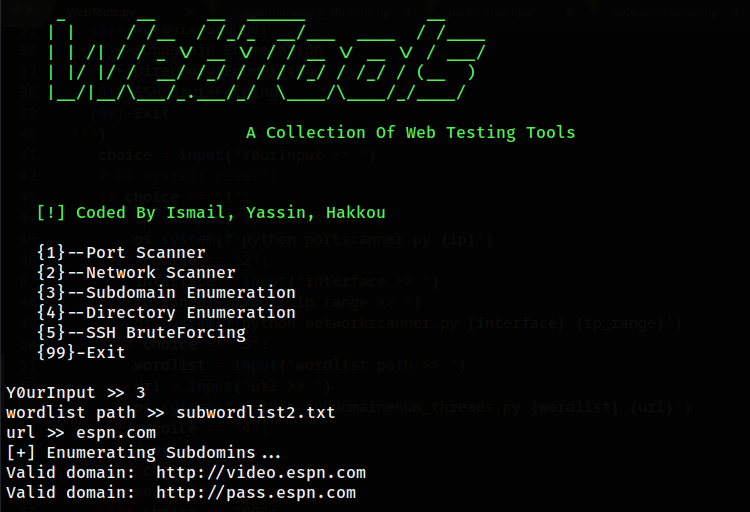 WebTools
A Collection Of Web Testing Tools
[!] Coded By Ismail, Yassin, Hakkou
{1}--Port Scanner
{2}--Network Scanner
{3}--Subdomain Enumeration
{4}--Directory Enumeration
{5}--SSH BruteForcing
{99}-Exit
Y0urInput >> 3
wordlist path >> subwordlist2.txt
url >> espn.com
[+] Enumerating Subdomins...
Valid domain:  http://video.espn.com
Valid domain:  http://pass.espn.com